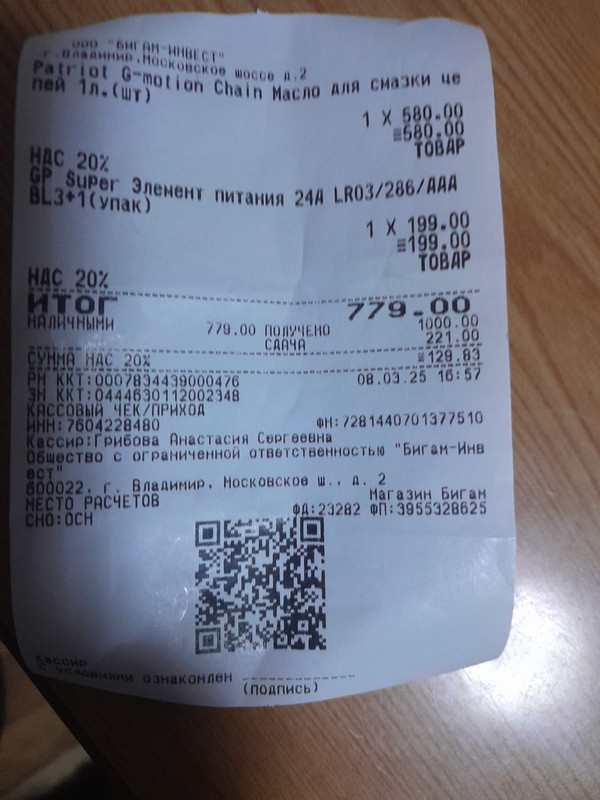 ООО "БИГАМ-ИНВЕСТ"
г.Владимир,Московское шоссе д.2
Patriot G-motion Chain Масло для смазки це
пей 1л.(шт)
1 X 580.00
≡580.00
ТОВАР
НДС 20%
GP Super Элемент питания 24A LR03/286/AAA
BL3+1(упак)
1 X 199.00
≡199.00
ТОВАР
НДС 20%
ИТОГ 779.00
НАЛИЧНЫМИ 779.00 ПОЛУЧЕНО 1000.00
СДАЧА 221.00
СУММА НДС 20% ≡129.83
РН ККТ:0007834439000476 08.03.25 16:57
ЗН ККТ:0444630112002348
КАССОВЫЙ ЧЕК/ПРИХОД
ИНН:7604228480 ФН:7281440701377510
Кассир:Грибова Анастасия Сергеевна
Общество с ограниченной ответственностью "Бигам-Инв
ест"
600022, г. Владимир, Московское ш., д. 2
МЕСТО РАСЧЕТОВ Магазин Бигам
СНО:ОСН ФД:23282 ФП:3955328625
Кассир
С условиями ознакомлен ______________
(подпись)